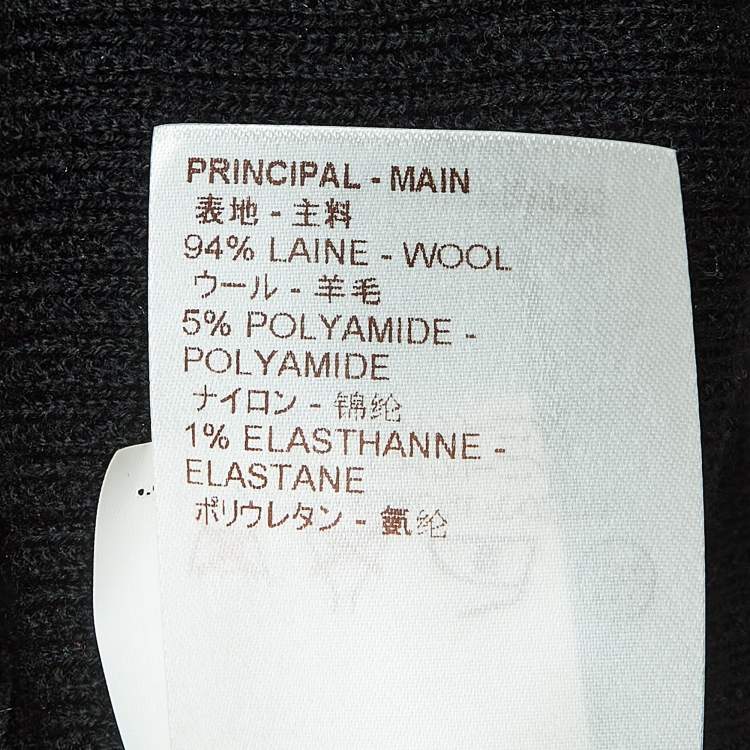 PRINCIPAL - MAIN
表地 - 主料
94% LAINE - WOOL
ウール - 羊毛
5% POLYAMIDE -
POLYAMIDE
ナイロン - 锦纶
1% ELASTHANNE -
ELASTANE
ポリウレタン - 氨纶